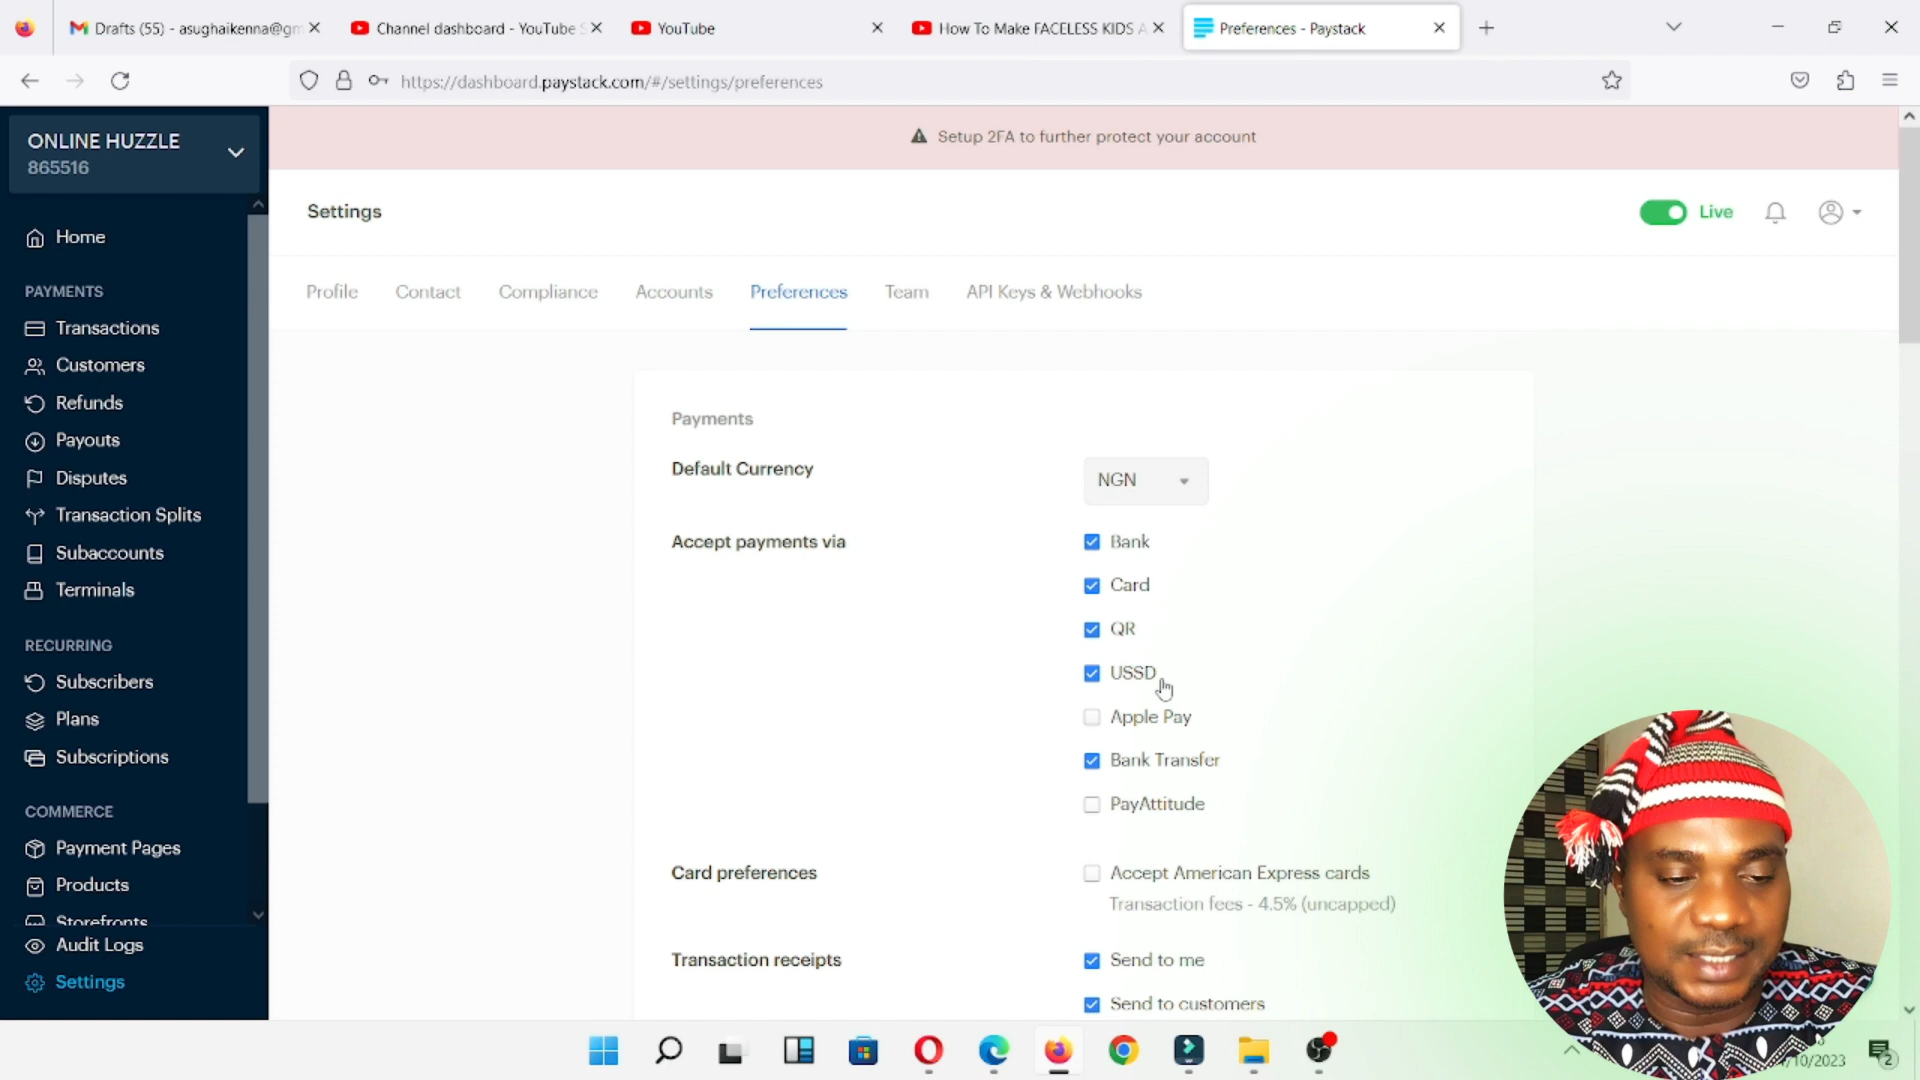 Drafts (55) - asughaikenna@gm
Channel dashboard - YouTube S
YouTube
How To Make FACELESS KIDS A
Preferences - Paystack
https://dashboard.paystack.com/#/settings/preferences
ONLINE HUZZLE
865516
Setup 2FA to further protect your account
Settings
Live
Profile
Contact
Compliance
Accounts
Preferences
Team
API Keys & Webhooks
Home
PAYMENTS
Transactions
Customers
Refunds
Payouts
Disputes
Transaction Splits
Subaccounts
Terminals
RECURRING
Subscribers
Plans
Subscriptions
COMMERCE
Payment Pages
Products
Storefronts
Audit Logs
Settings
Payments
Default Currency
NGN
Accept payments via
Bank
Card
QR
USSD
Apple Pay
Bank Transfer
PayAttitude
Card preferences
Accept American Express cards
Transaction fees - 4.5% (uncapped)
Transaction receipts
Send to me
Send to customers
/10/2023
2